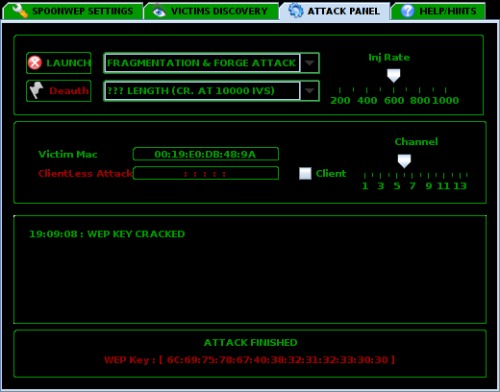 SPOONWEP SETTINGS VICTIMS DISCOVERY ATTACK PANEL HELP/HINTS
LAUNCH FRAGMENTATION & FORGE ATTACK Inj Rate
Deauth ??? LENGTH (CR. AT 10000 IVS)
200 400 600 800 1000
Channel
Victim Mac 00:19:E0:DB:48:9A
ClientLess Attack : : : : : Client
1 3 5 7 9 11 13
19:09:08 : WEP KEY CRACKED
ATTACK FINISHED
WEP Key : [ 6C:69:75:78:67:40:38:32:31:32:33:30:30 ]